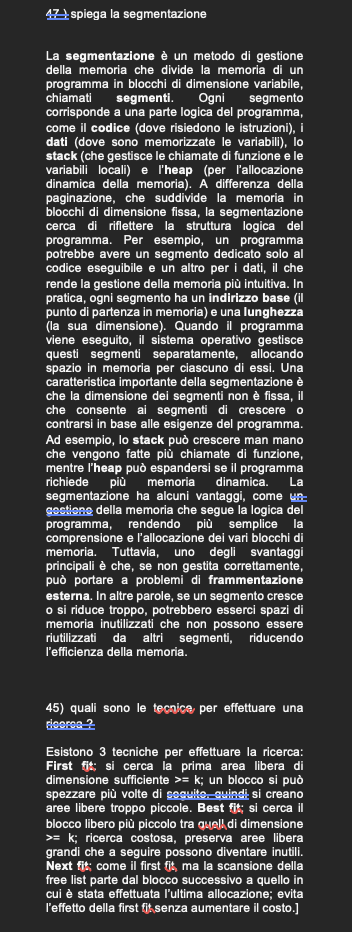 47 ) spiega la segmentazione
La segmentazione è un metodo di gestione
della memoria che divide la memoria di un
programma in blocchi di dimensione variabile,
chiamati segmenti. Ogni segmento
corrisponde a una parte logica del programma,
come il codice (dove risiedono le istruzioni), i
dati (dove sono memorizzate le variabili), lo
stack (che gestisce le chiamate di funzione e le
variabili locali) e l'heap (per l'allocazione
dinamica della memoria). A differenza della
paginazione, che suddivide la memoria in
blocchi di dimensione fissa, la segmentazione
cerca di riflettere la struttura logica del
programma. Per esempio, un programma
potrebbe avere un segmento dedicato solo al
codice eseguibile e un altro per i dati, il che
rende la gestione della memoria più intuitiva. In
pratica, ogni segmento ha un indirizzo base (il
punto di partenza in memoria) e una lunghezza
(la sua dimensione). Quando il programma
viene eseguito, il sistema operativo gestisce
questi segmenti separatamente, allocando
spazio in memoria per ciascuno di essi. Una
caratteristica importante della segmentazione è
che la dimensione dei segmenti non è fissa, il
che consente ai segmenti di crescere o
contrarsi in base alle esigenze del programma.
Ad esempio, lo stack può crescere man mano
che vengono fatte più chiamate di funzione,
mentre l'heap può espandersi se il programma
richiede più memoria dinamica. La
segmentazione ha alcuni vantaggi, come un
gestione della memoria che segue la logica del
programma, rendendo più semplice la
comprensione e l'allocazione dei vari blocchi di
memoria. Tuttavia, uno degli svantaggi
principali è che, se non gestita correttamente,
può portare a problemi di frammentazione
esterna. In altre parole, se un segmento cresce
o si riduce troppo, potrebbero esserci spazi di
memoria inutilizzati che non possono essere
riutilizzati da altri segmenti, riducendo
l'efficienza della memoria.
45) quali sono le tecnice per effettuare una
ricerca ?
Esistono 3 tecniche per effettuare la ricerca:
First fit: si cerca la prima area libera di
dimensione sufficiente >= k; un blocco si può
spezzare più volte di seguito, quindi si creano
aree libere troppo piccole. Best fit: si cerca il
blocco libero più piccolo tra quell di dimensione
>= k; ricerca costosa, preserva aree libera
grandi che a seguire possono diventare inutili.
Next fit: come il first fit, ma la scansione della
free list parte dal blocco successivo a quello in
cui è stata effettuata l'ultima allocazione; evita
l'effetto della first fit senza aumentare il costo.]